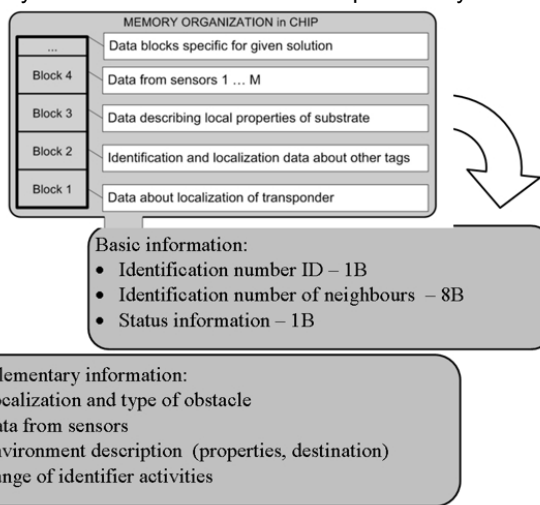 MEMORY ORGANIZATION in CHIP
...
Data blocks specific for given solution
Block 4
Data from sensors 1 ... M
Block 3
Data describing local properties of substrate
Block 2
Identification and localization data about other tags
Block 1
Data about localization of transponder
Basic information:
• Identification number ID – 1B
• Identification number of neighbours – 8B
• Status information – 1B
lementary information:
ocalization and type of obstacle
ata from sensors
nvironment description (properties, destination)
ange of identifier activities